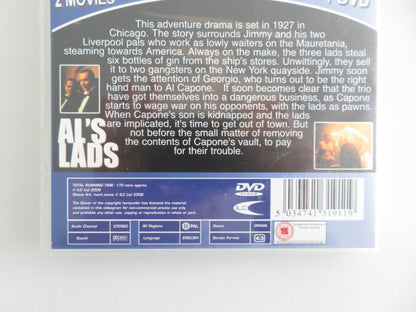 2 MOVIES 1 DVD
This adventure drama is set in 1927 in
Chicago. The story surrounds Jimmy and his two
Liverpool pals who work as lowly waiters on the Mauretania,
steaming towards America. Always on the make, the three lads steal
six bottles of gin from the ship's stores. Unwittingly, they sell
it to two gangsters on the New York quayside. Jimmy soon
gets the attention of Georgio, who turns out to be the right
hand man to Al Capone. It soon becomes clear that the trio
have got themselves into a dangerous business, as Capone
starts to wage war on his opponents, with the lads as pawns.
When Capone's son is kidnapped and the lads
are implicated, it's time to get out of town. But
not before the small matter of removing
the contents of Capone's vault, to pay
for their trouble.
AL'S
LADS
TOTAL RUNNING TIME: 170 mins approx.
DVD
VIDEO
Audio Channel STEREO All Regions 0 PAL Genre DRAMA
Sound Language ENGLISH Screen Format 4:3
5 034741 319119
15